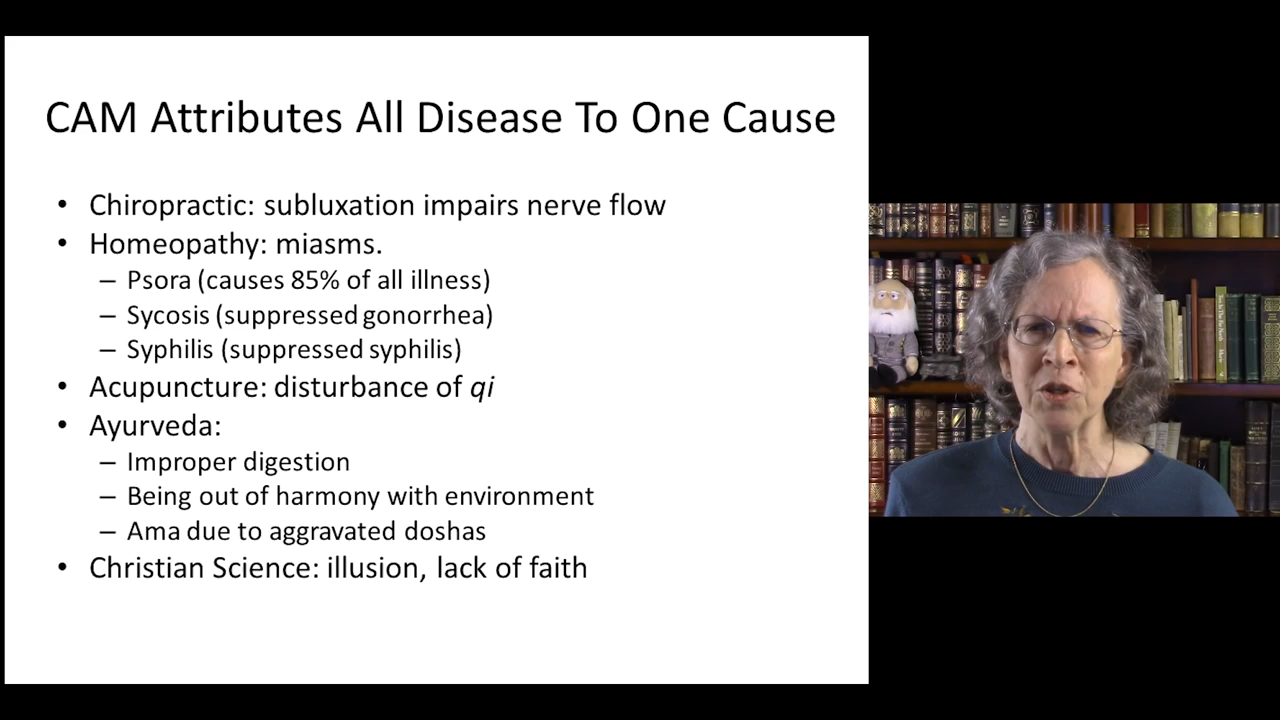 CAM Attributes All Disease To One Cause
• Chiropractic: subluxation impairs nerve flow
• Homeopathy: miasms.
– Psora (causes 85% of all illness)
– Sycosis (suppressed gonorrhea)
– Syphilis (suppressed syphilis)
• Acupuncture: disturbance of qi
• Ayurveda:
– Improper digestion
– Being out of harmony with environment
– Ama due to aggravated doshas
• Christian Science: illusion, lack of faith